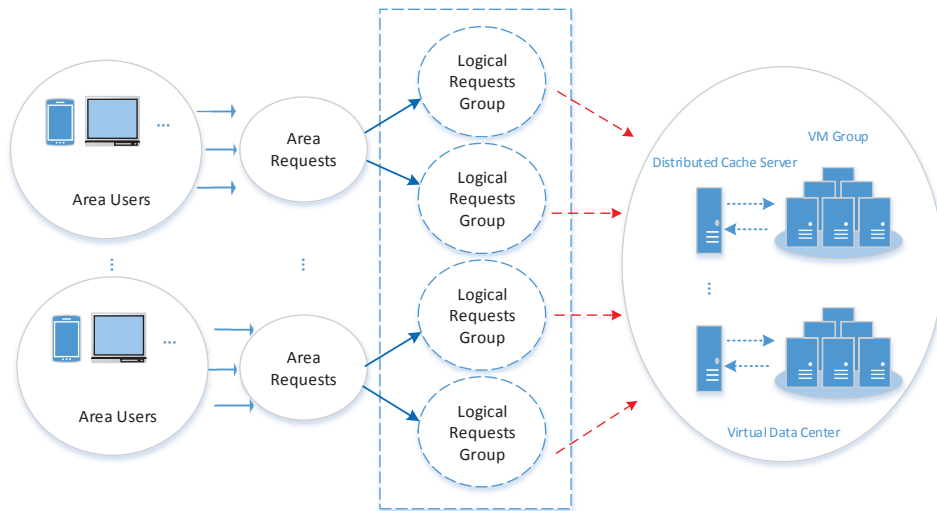 ...
Area Users
Area
Requests
Logical
Requests
Group
Logical
Requests
Group
...
...
...
Area Users
Area
Requests
Logical
Requests
Group
Logical
Requests
Group
VM Group
Distributed Cache Server
...
Virtual Data Center